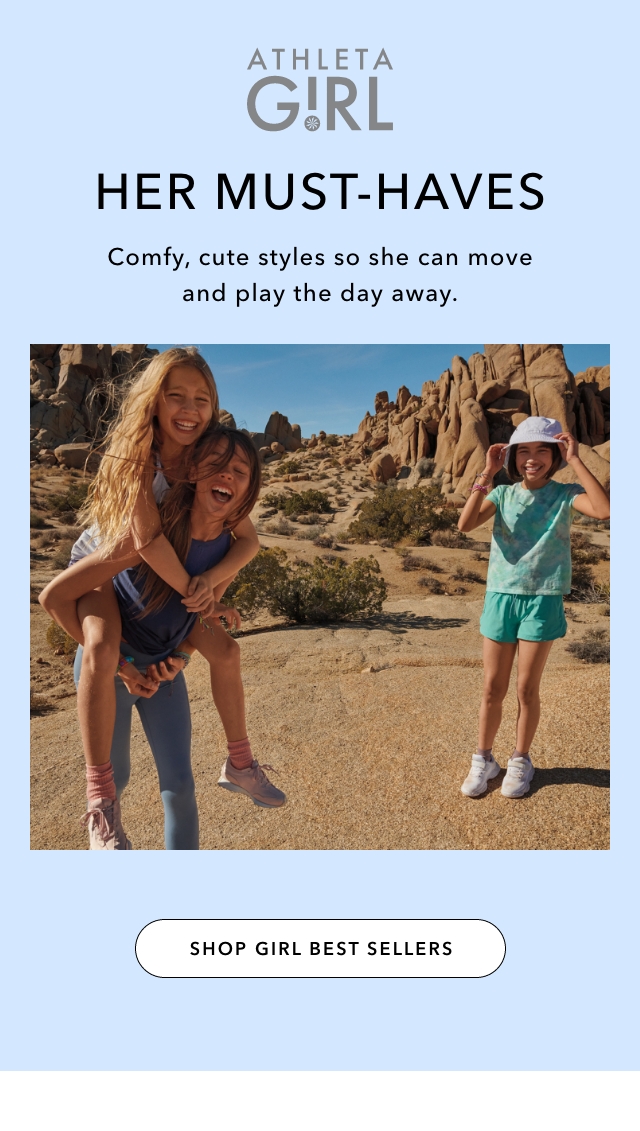 ATHLETA
G!RL
HER MUST-HAVES
Comfy, cute styles so she can move
and play the day away.
SHOP GIRL BEST SELLERS